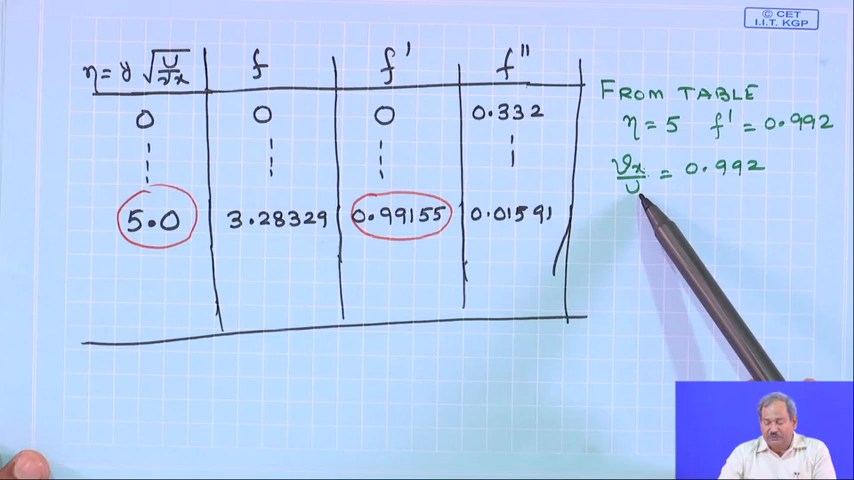 © CET
I.I.T. KGP
η = y √(U/νx) f f' f''
0 0 0 0.332
5.0 3.28329 0.99155 0.01591
FROM TABLE
η = 5 f' = 0.992
vx/U = 0.992